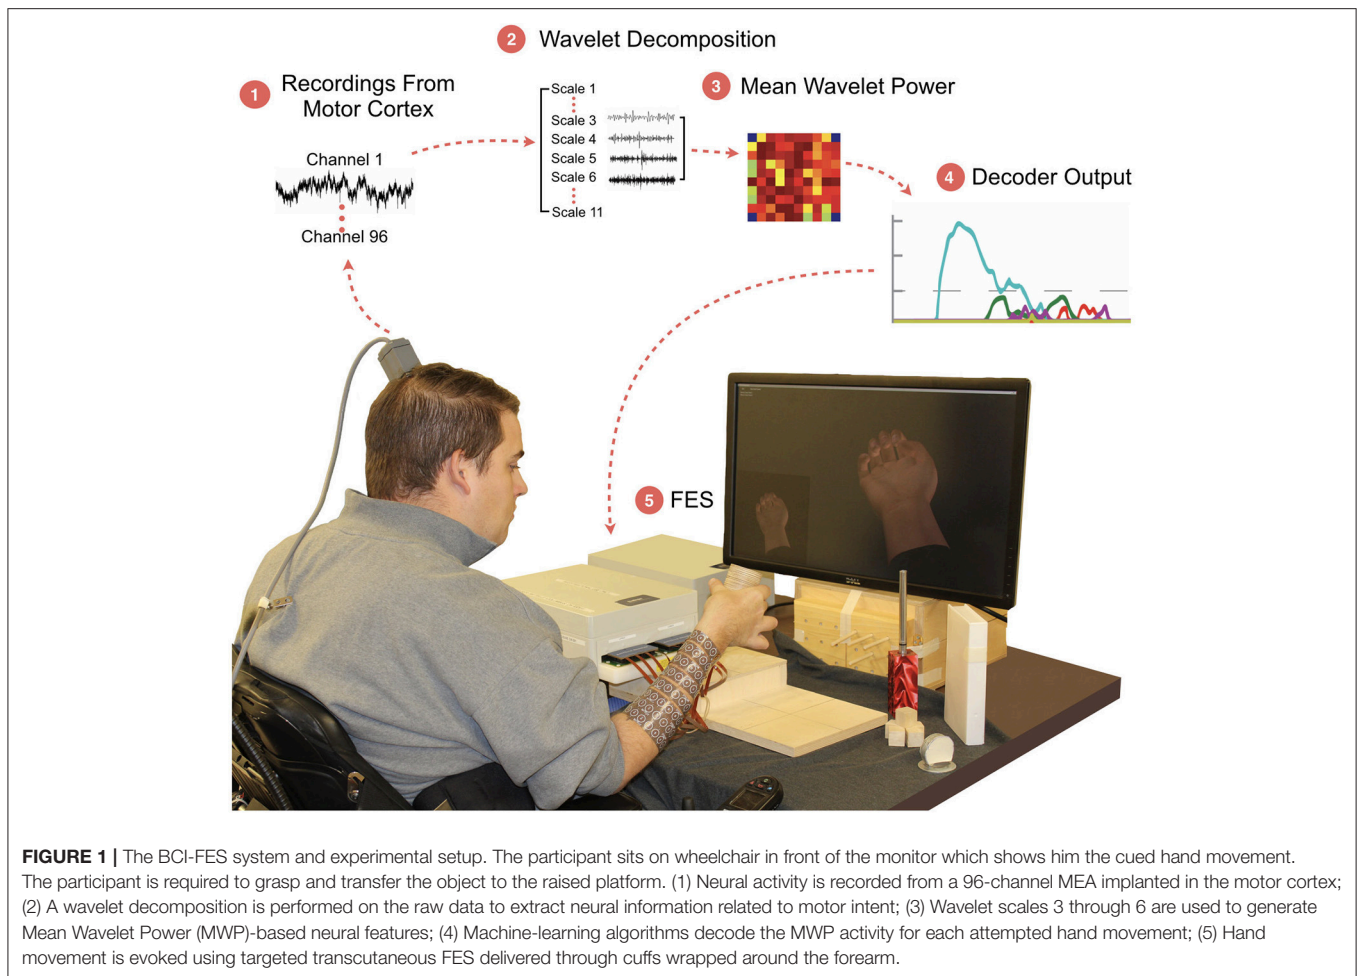 1 Recordings From
Motor Cortex
Channel 1
Channel 96
2 Wavelet Decomposition
Scale 1
Scale 3
Scale 4
Scale 5
Scale 6
Scale 11
3 Mean Wavelet Power
4 Decoder Output
5 FES
DELL
FIGURE 1 | The BCI-FES system and experimental setup. The participant sits on wheelchair in front of the monitor which shows him the cued hand movement.
The participant is required to grasp and transfer the object to the raised platform. (1) Neural activity is recorded from a 96-channel MEA implanted in the motor cortex;
(2) A wavelet decomposition is performed on the raw data to extract neural information related to motor intent; (3) Wavelet scales 3 through 6 are used to generate
Mean Wavelet Power (MWP)-based neural features; (4) Machine-learning algorithms decode the MWP activity for each attempted hand movement; (5) Hand
movement is evoked using targeted transcutaneous FES delivered through cuffs wrapped around the forearm.